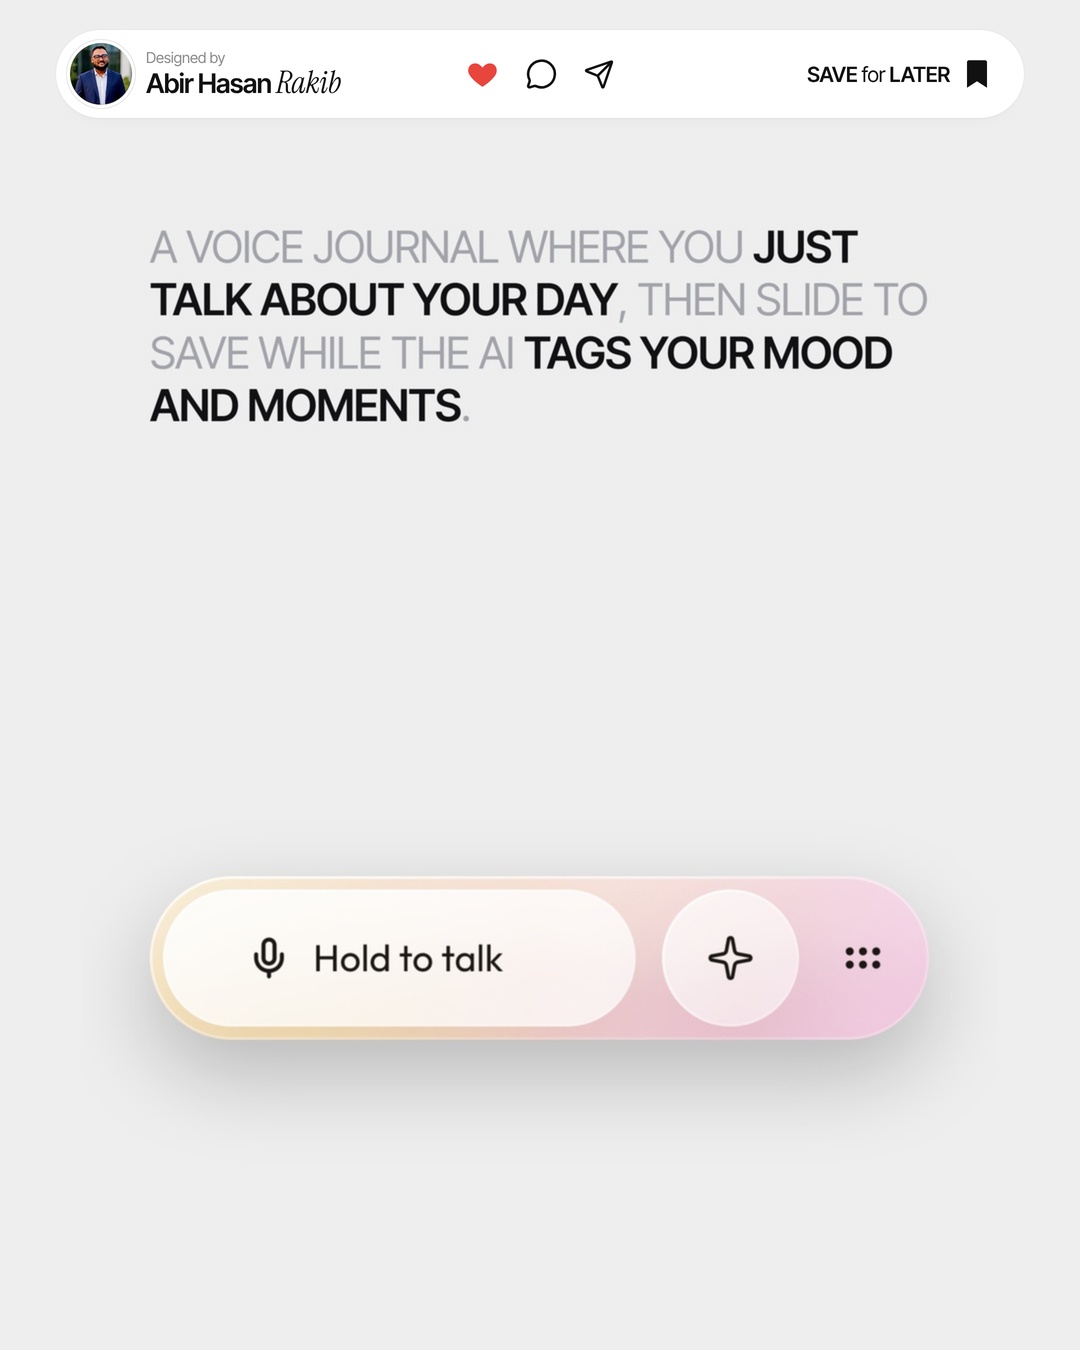 Designed by
Abir Hasan Rakib
SAVE for LATER
A VOICE JOURNAL WHERE YOU JUST
TALK ABOUT YOUR DAY, THEN SLIDE TO
SAVE WHILE THE AI TAGS YOUR MOOD
AND MOMENTS.
Hold to talk